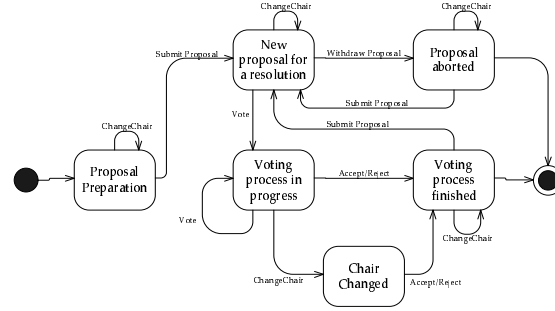 ChangeChair
ChangeChair
Submit Proposal
New
proposal for
a resolution
Withdraw Proposal
Proposal
aborted
Submit Proposal
Vote
Submit Proposal
ChangeChair
Proposal
Preparation
Voting
process in
progress
Accept/Reject
Voting
process
finished
Vote
ChangeChair
ChangeChair
Chair
Changed
Accept/Reject